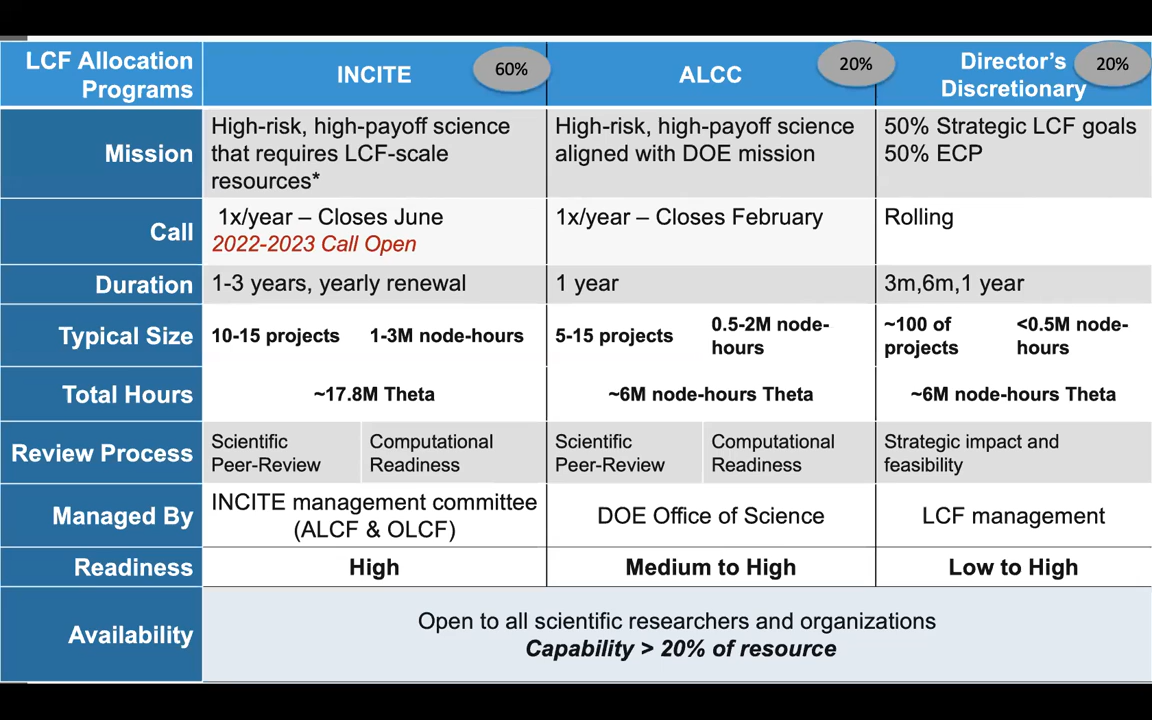 LCF Allocation
Programs
INCITE
60%
ALCC
20%
Director's
Discretionary
20%
Mission
High-risk, high-payoff science
that requires LCF-scale
resources*
High-risk, high-payoff science
aligned with DOE mission
50% Strategic LCF goals
50% ECP
Call
1x/year – Closes June
2022-2023 Call Open
1x/year – Closes February
Rolling
Duration
1-3 years, yearly renewal
1 year
3m,6m,1 year
Typical Size
10-15 projects
1-3M node-hours
5-15 projects
0.5-2M node-
hours
~100 of
projects
<0.5M node-
hours
Total Hours
~17.8M Theta
~6M node-hours Theta
~6M node-hours Theta
Review Process
Scientific
Peer-Review
Computational
Readiness
Scientific
Peer-Review
Computational
Readiness
Strategic impact and
feasibility
Managed By
INCITE management committee
(ALCF & OLCF)
DOE Office of Science
LCF management
Readiness
High
Medium to High
Low to High
Availability
Open to all scientific researchers and organizations
Capability > 20% of resource